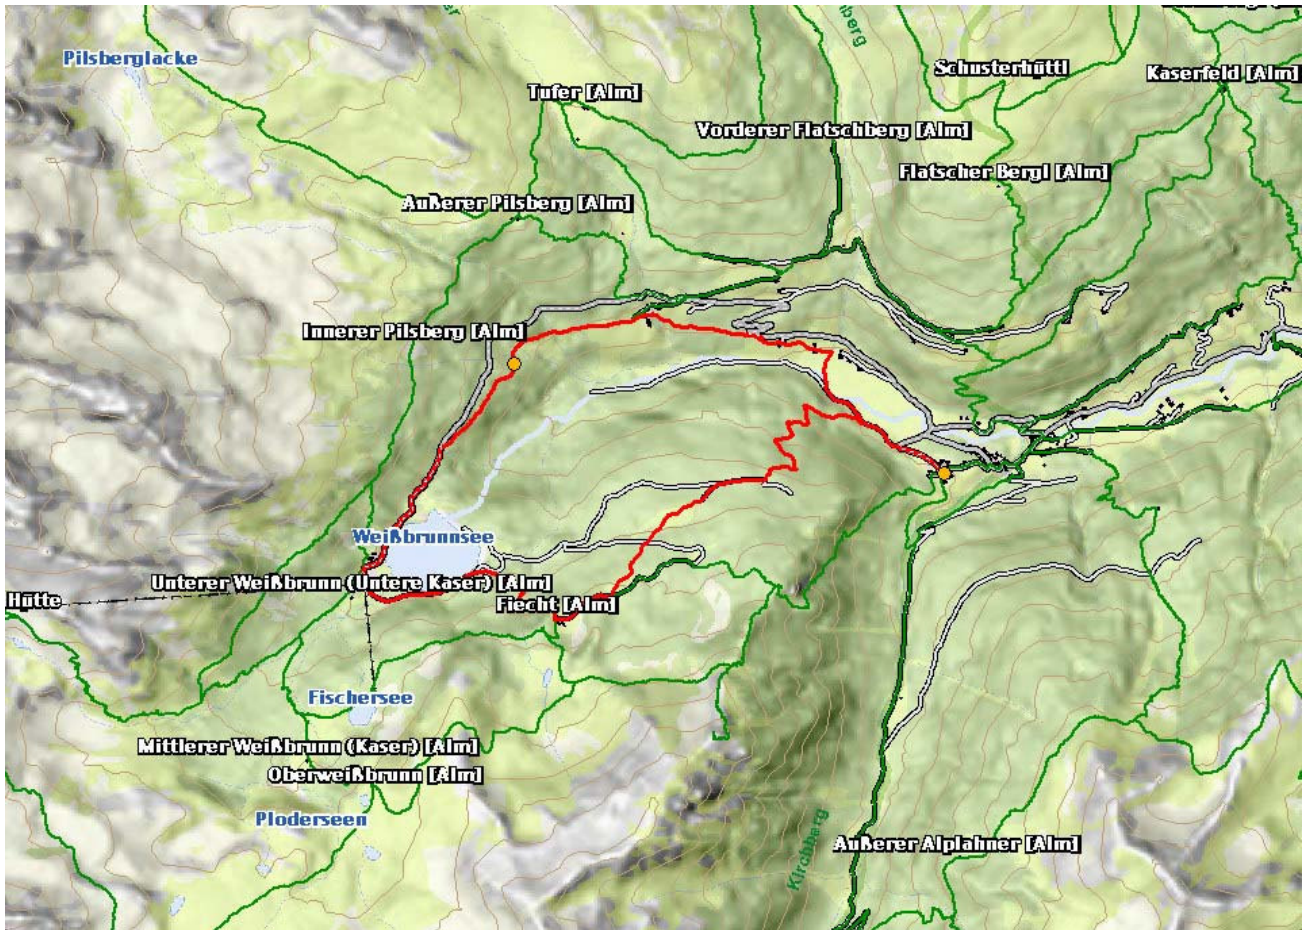 Pilsberglacke
Schusterhüttl
Kaserfeld [Alm]
Tufer [Alm]
Vorderer Flatschberg [Alm]
Flatscher Bergl [Alm]
Außerer Pilsberg [Alm]
Innerer Pilsberg [Alm]
Weißbrunnsee
Unterer Weißbrunn (Untere Kaser) [Alm]
Hütte
Fiecht [Alm]
Fischersee
Mittlerer Weißbrunn (Kaser) [Alm]
Oberweißbrunn [Alm]
Ploderseen
Kirchberg
Außerer Alplahner [Alm]